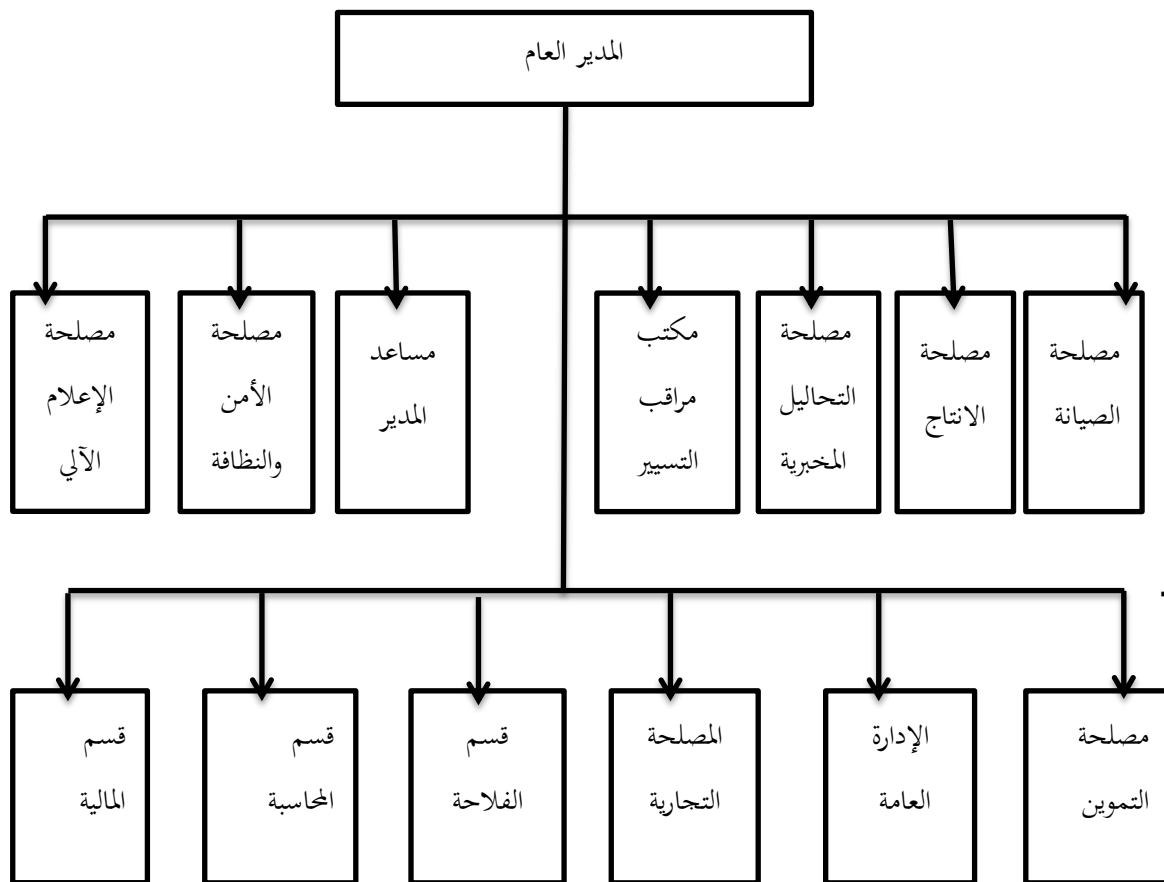 المدير العام
مصلحة
الصيانة
مصلحة
الانتاج
مصلحة
التحاليل
المخبرية
مكتب
مراقب
التسيير
مساعد
المدير
مصلحة
الأمن
والنظافة
مصلحة
الإعلام
الآلي
مصلحة
التموين
الإدارة
العامة
المصلحة
التجارية
قسم
الفلاحة
قسم
المحاسبة
قسم
المالية